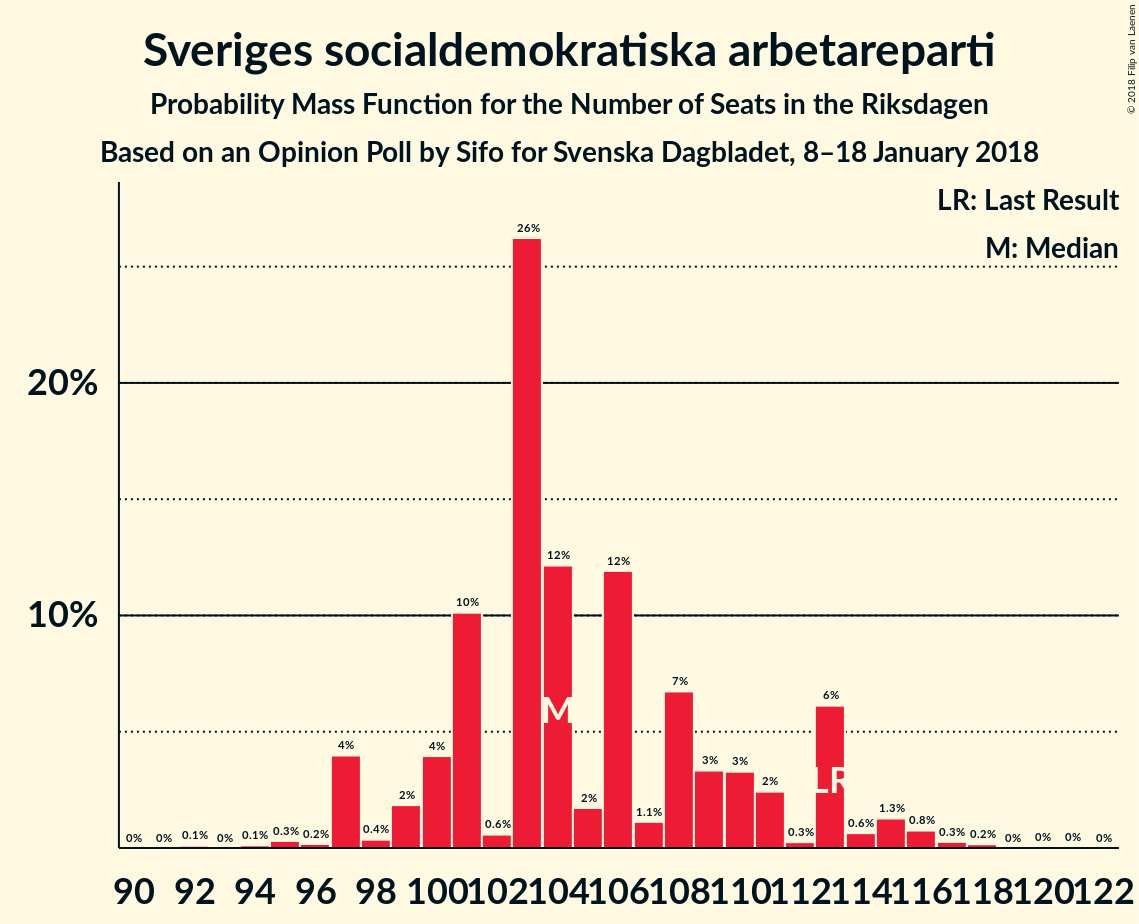 Sveriges socialdemokratiska arbetareparti
Probability Mass Function for the Number of Seats in the Riksdagen
Based on an Opinion Poll by Sifo for Svenska Dagbladet, 8–18 January 2018
© 2018 Filip van Laenen
LR: Last Result
M: Median
20%
10%
0% 0% 0.1% 0% 0.1% 0.3% 0.2% 4% 0.4% 2% 4% 10% 0.6% 26% 12% 2% 12% 1.1% 7% 3% 3% 2% 0.3% 6% 0.6% 1.3% 0.8% 0.3% 0.2% 0% 0% 0% 0%
M
LR
90 92 94 96 98 100 102 104 106 108 110 112 114 116 118 120 122